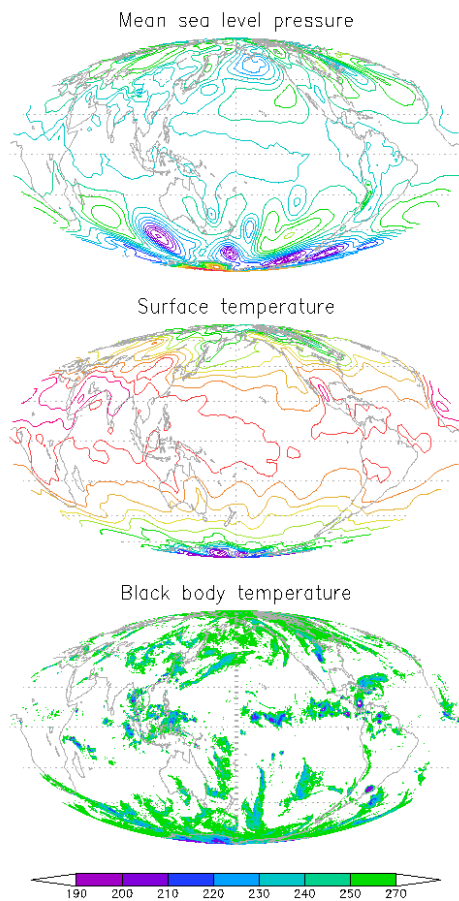 Mean sea level pressure
Surface temperature
Black body temperature
190 200 210 220 230 240 250 270